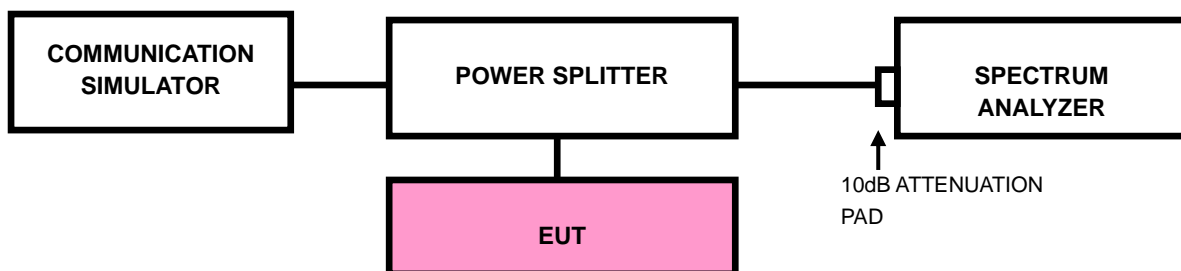 COMMUNICATION
SIMULATOR
POWER SPLITTER
SPECTRUM
ANALYZER
10dB ATTENUATION
PAD
EUT